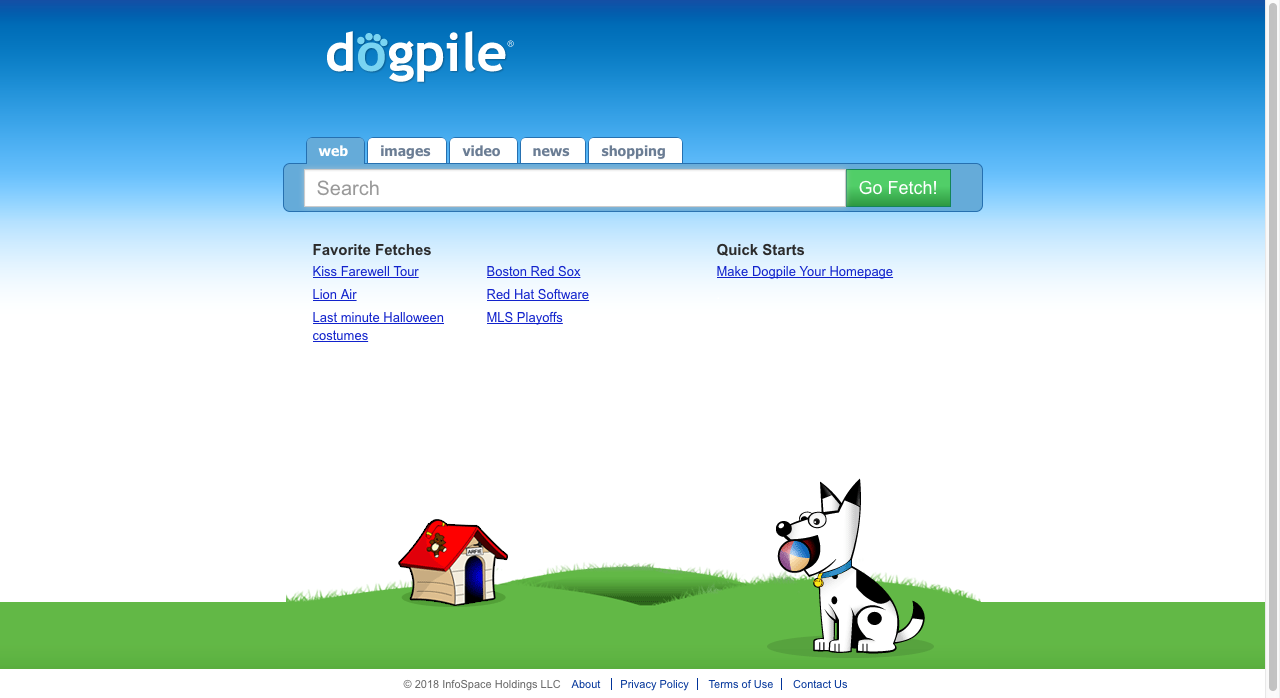 dogpile®
web images video news shopping
Search Go Fetch!
Favorite Fetches
Quick Starts
Kiss Farewell Tour Boston Red Sox Make Dogpile Your Homepage
Lion Air Red Hat Software
Last minute Halloween MLS Playoffs
costumes
ARFIE
© 2018 InfoSpace Holdings LLC About | Privacy Policy | Terms of Use | Contact Us